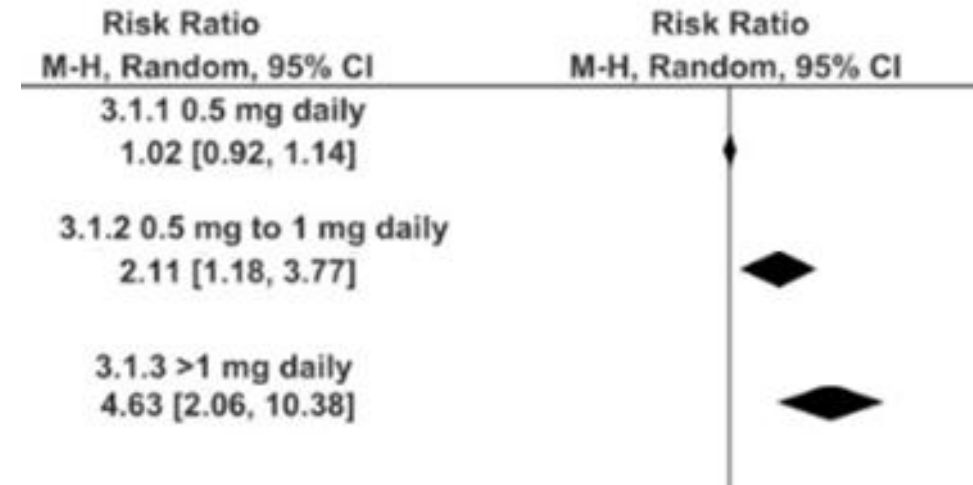 Risk Ratio
M-H, Random, 95% CI
Risk Ratio
M-H, Random, 95% CI
3.1.1 0.5 mg daily
1.02 [0.92, 1.14]
3.1.2 0.5 mg to 1 mg daily
2.11 [1.18, 3.77]
3.1.3 >1 mg daily
4.63 [2.06, 10.38]